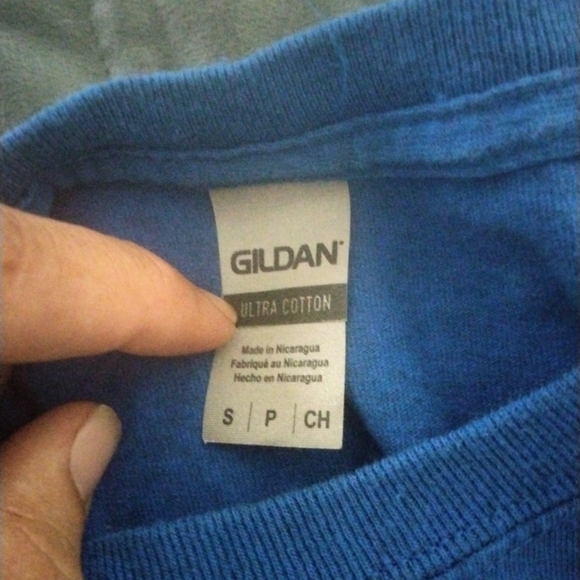 GILDAN
ULTRA COTTON
Made in Nicaragua
Fabriqué au Nicaragua
Hecho en Nicaragua
S | P | CH